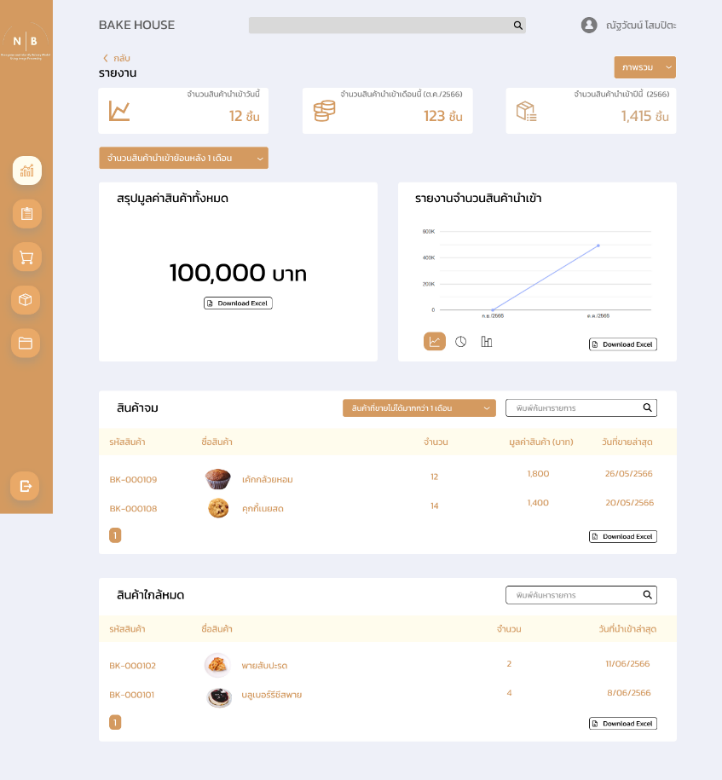 N B
BAKE HOUSE
ณัฐวัฒน์ โสมปิตะ
กลับ
รายงาน
ภาพรวม
จำนวนสินค้านำเข้าวันนี้
12 ชิ้น
จำนวนสินค้านำเข้าเดือนนี้ (ต.ค./2566)
123 ชิ้น
จำนวนสินค้านำเข้าปีนี้ (2566)
1,415 ชิ้น
จำนวนสินค้านำเข้าย้อนหลัง 1 เดือน
สรุปมูลค่าสินค้าทั้งหมด
100,000 บาท
Download Excel
รายงานจำนวนสินค้านำเข้า
600K
400K
200K
0
ก.ย./2566
ต.ค./2566
Download Excel
สินค้าจม
สินค้าที่ขายไม่ได้มากกว่า 1 เดือน
พิมพ์ค้นหารายการ
รหัสสินค้า ชื่อสินค้า จำนวน มูลค่าสินค้า (บาท) วันที่ขายล่าสุด
BK-000109 เค้กกล้วยหอม 12 1,800 26/05/2566
BK-000108 คุกกี้เนยสด 14 1,400 20/05/2566
1
Download Excel
สินค้าใกล้หมด
พิมพ์ค้นหารายการ
รหัสสินค้า ชื่อสินค้า จำนวน วันที่นำเข้าล่าสุด
BK-000102 พายสับปะรด 2 11/06/2566
BK-000101 บลูเบอร์รีชีสพาย 4 8/06/2566
1
Download Excel